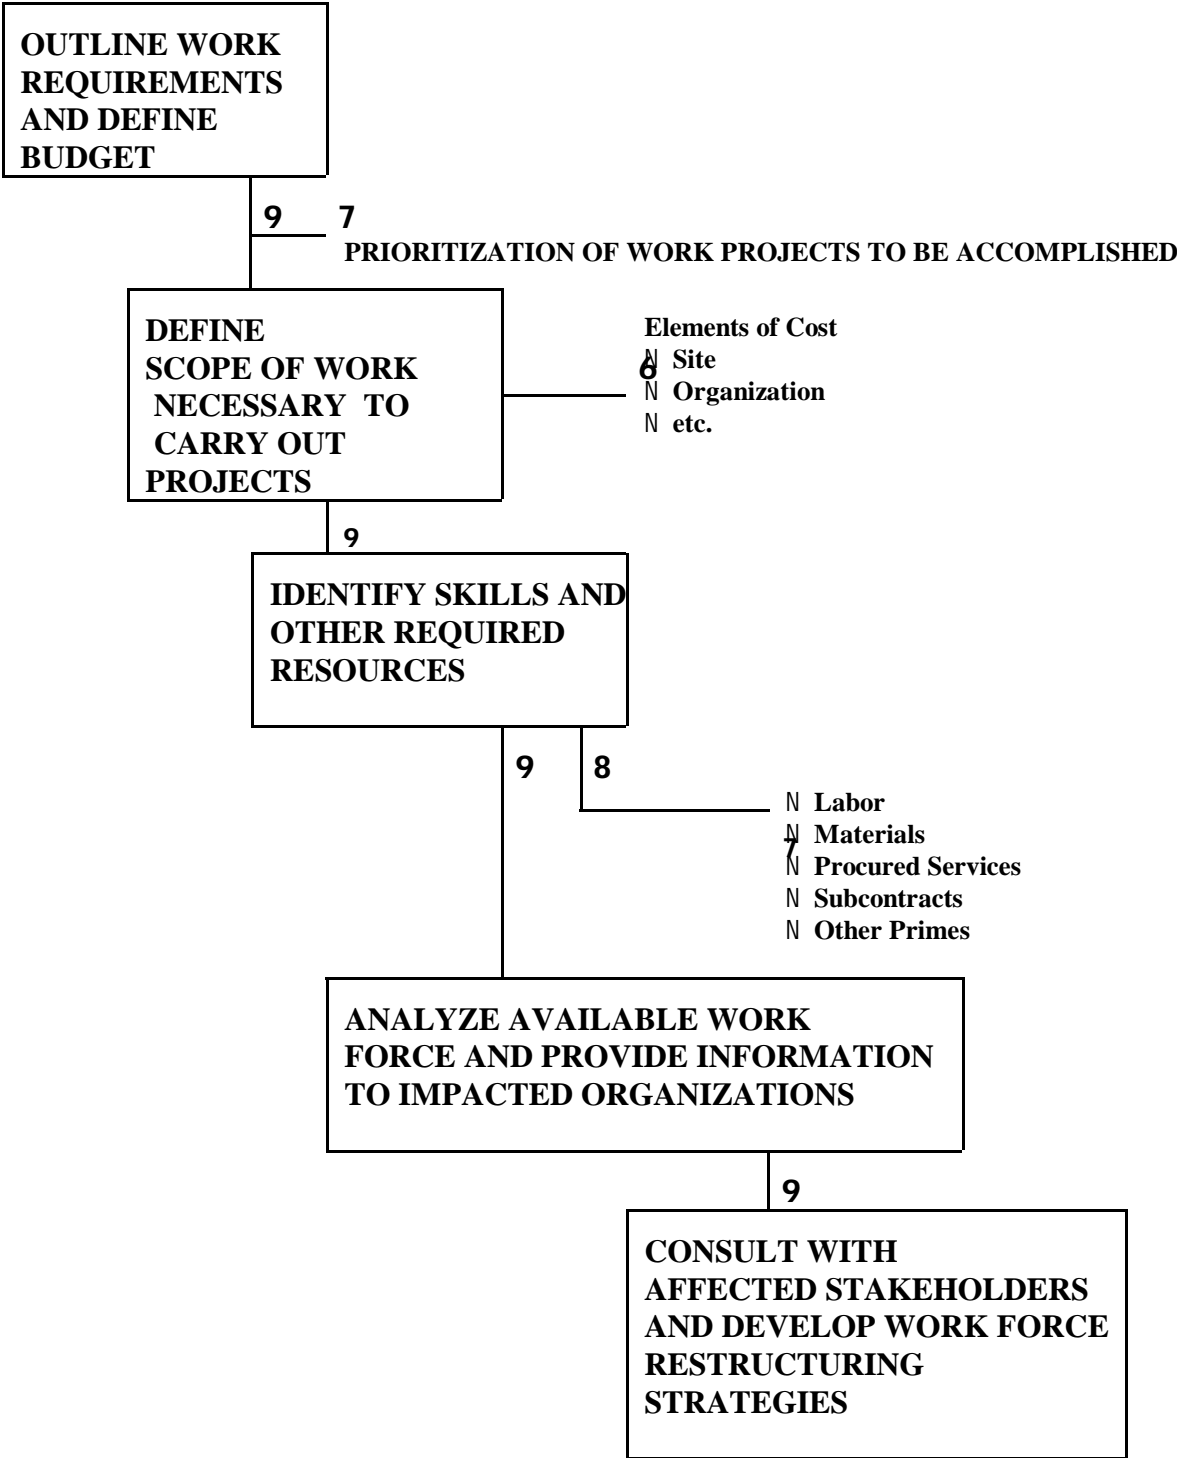 OUTLINE WORK
REQUIREMENTS
AND DEFINE
BUDGET
9 7
PRIORITIZATION OF WORK PROJECTS TO BE ACCOMPLISHED
DEFINE
SCOPE OF WORK
NECESSARY TO
CARRY OUT
PROJECTS
Elements of Cost
6
N Site
N Organization
N etc.
9
IDENTIFY SKILLS AND
OTHER REQUIRED
RESOURCES
9 8
N Labor
N Materials
7
N Procured Services
N Subcontracts
N Other Primes
ANALYZE AVAILABLE WORK
FORCE AND PROVIDE INFORMATION
TO IMPACTED ORGANIZATIONS
9
CONSULT WITH
AFFECTED STAKEHOLDERS
AND DEVELOP WORK FORCE
RESTRUCTURING
STRATEGIES